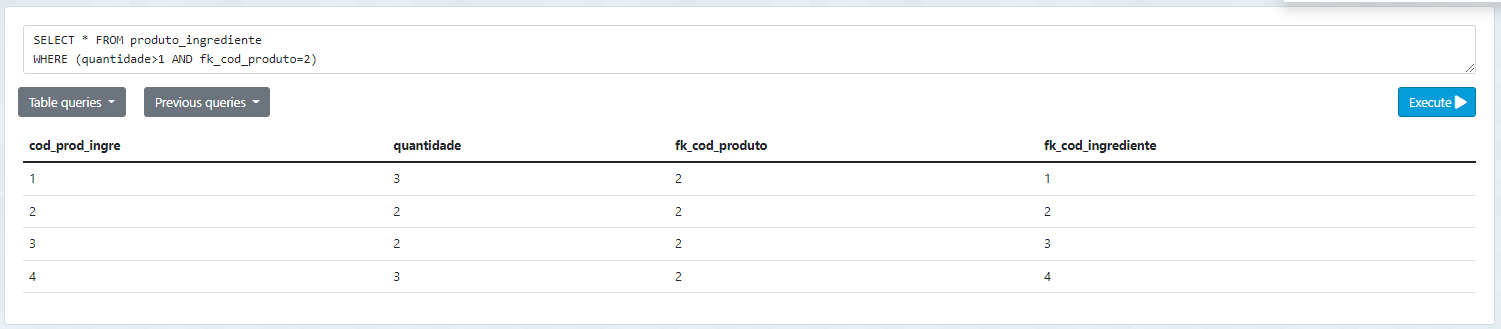 SELECT * FROM produto_ingrediente
WHERE (quantidade>1 AND fk_cod_produto=2)
Table queries Previous queries Execute
cod_prod_ingre quantidade fk_cod_produto fk_cod_ingrediente
1 3 2 1
2 2 2 2
3 2 2 3
4 3 2 4